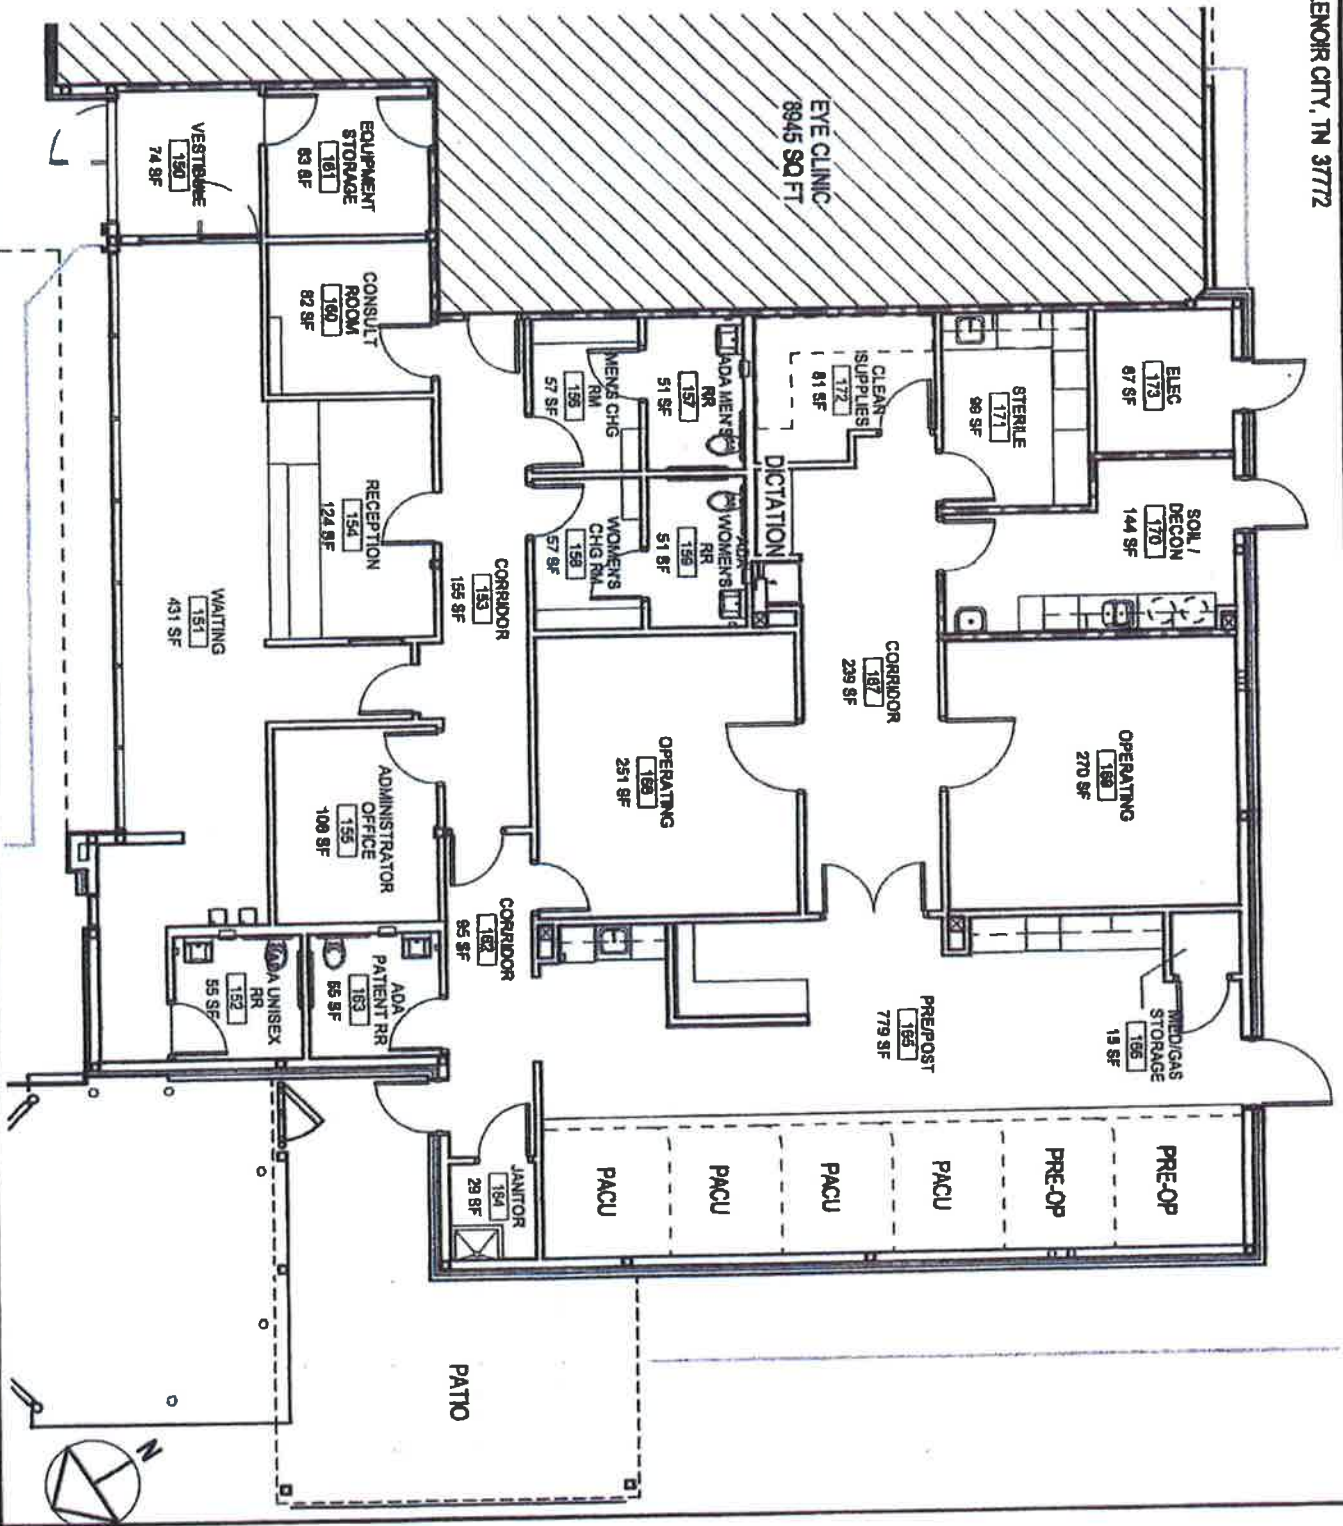 LENOIR CITY, TN 37772
EYE CLINIC
8945 SQ FT.
ELEC
173
67 SF
SOIL /
DECON
170
144 SF
STERILE
171
98 SF
CLEAN
SUPPLIES
172
81 SF
DICTATION
ADA MEN'S
RR
157
51 SF
MEN'S CHG
RM
156
57 SF
ADA
WOMEN'S
RR
159
51 SF
WOMEN'S
CHG RM
158
57 SF
EQUIPMENT
STORAGE
161
83 SF
VESTIBULE
150
74 SF
CONSULT
ROOM
160
82 SF
RECEPTION
154
124 SF
WAITING
151
431 SF
CORRIDOR
153
155 SF
CORRIDOR
167
239 SF
OPERATING
169
270 SF
OPERATING
168
251 SF
ADMINISTRATOR
OFFICE
155
106 SF
CORRIDOR
162
95 SF
ADA
PATIENT RR
163
55 SF
ADA UNISEX
RR
152
55 SF
PRE/POST
165
779 SF
MED/GAS
STORAGE
166
15 SF
JANITOR
164
29 SF
PRE-OP
PRE-OP
PACU
PACU
PACU
PACU
PATIO
N